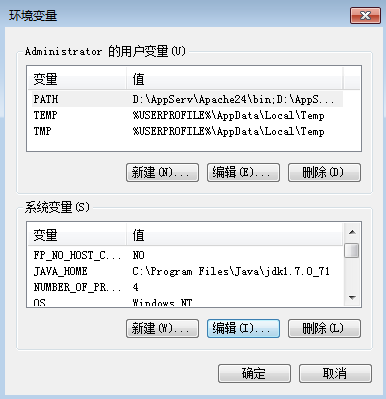 环境变量
Administrator 的用户变量(U)
变量 值
PATH D:\AppServ\Apache24\bin;D:\AppS...
TEMP %USERPROFILE%\AppData\Local\Temp
TMP %USERPROFILE%\AppData\Local\Temp
新建(N)... 编辑(E)... 删除(D)
系统变量(S)
变量 值
FP_NO_HOST_C... NO
JAVA_HOME C:\Program Files\Java\jdk1.7.0_71
NUMBER_OF_PR... 4
OS Windows_NT
新建(W)... 编辑(I)... 删除(L)
确定 取消